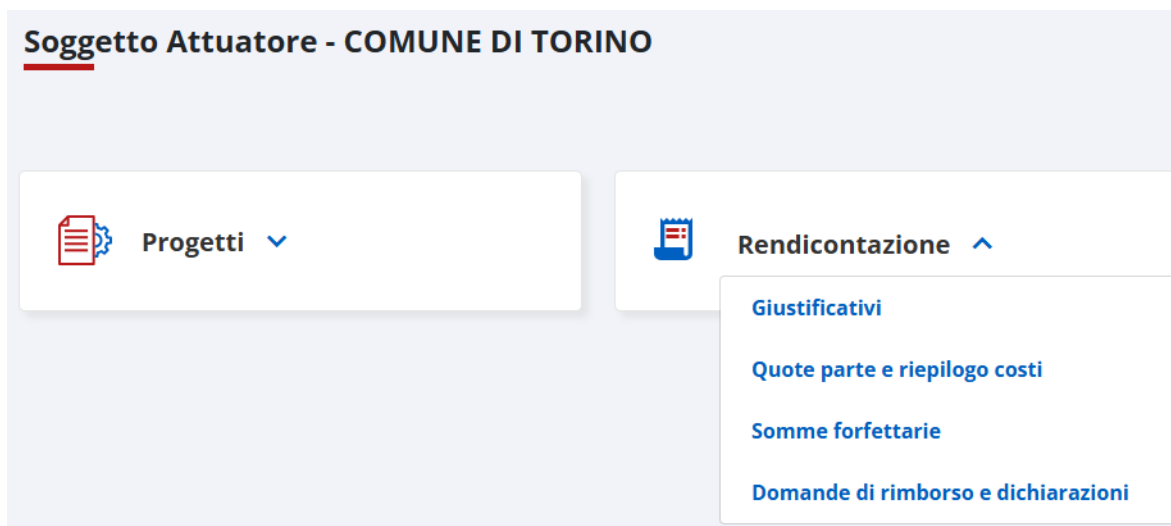 Soggetto Attuatore - COMUNE DI TORINO
Progetti
Rendicontazione
Giustificativi
Quote parte e riepilogo costi
Somme forfettarie
Domande di rimborso e dichiarazioni